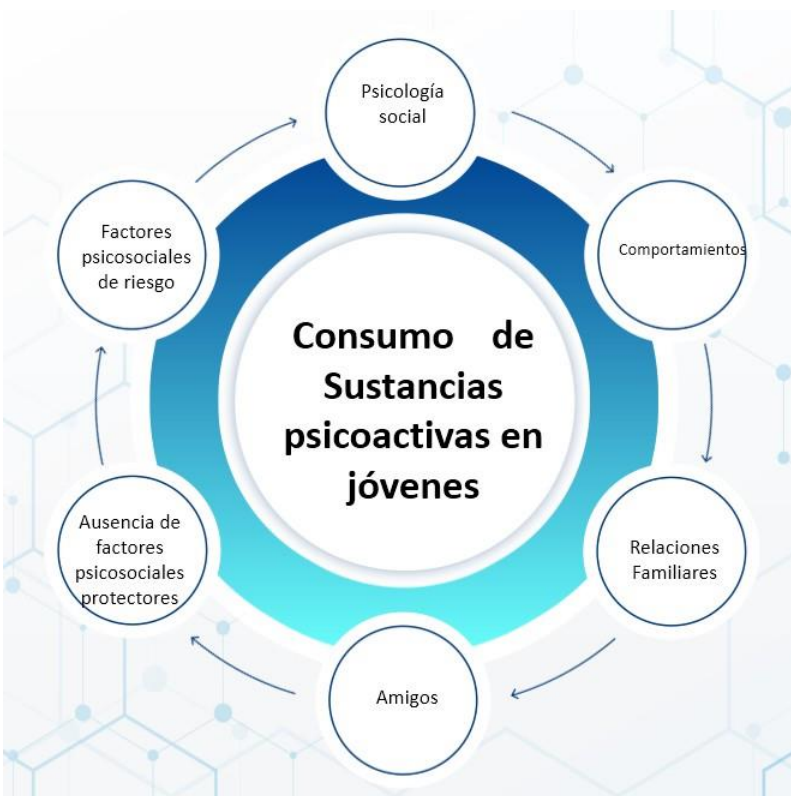 Psicología
social
Comportamientos
Relaciones
Familiares
Amigos
Ausencia de
factores
psicosociales
protectores
Factores
psicosociales
de riesgo
Consumo de
Sustancias
psicoactivas en
jóvenes